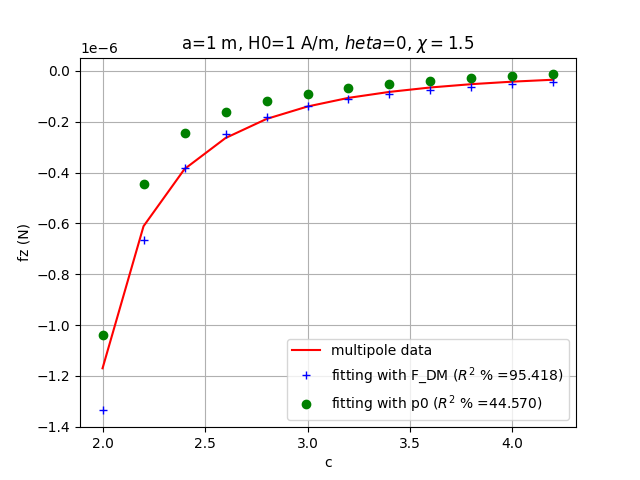 a=1 m, H0=1 A/m, heta=0, χ = 1.5
1e−6
0.0
−0.2
−0.4
−0.6
−0.8
−1.0
−1.2
−1.4
fz (N)
multipole data
fitting with F_DM (R² % =95.418)
fitting with p0 (R² % =44.570)
2.0 2.5 3.0 3.5 4.0
c